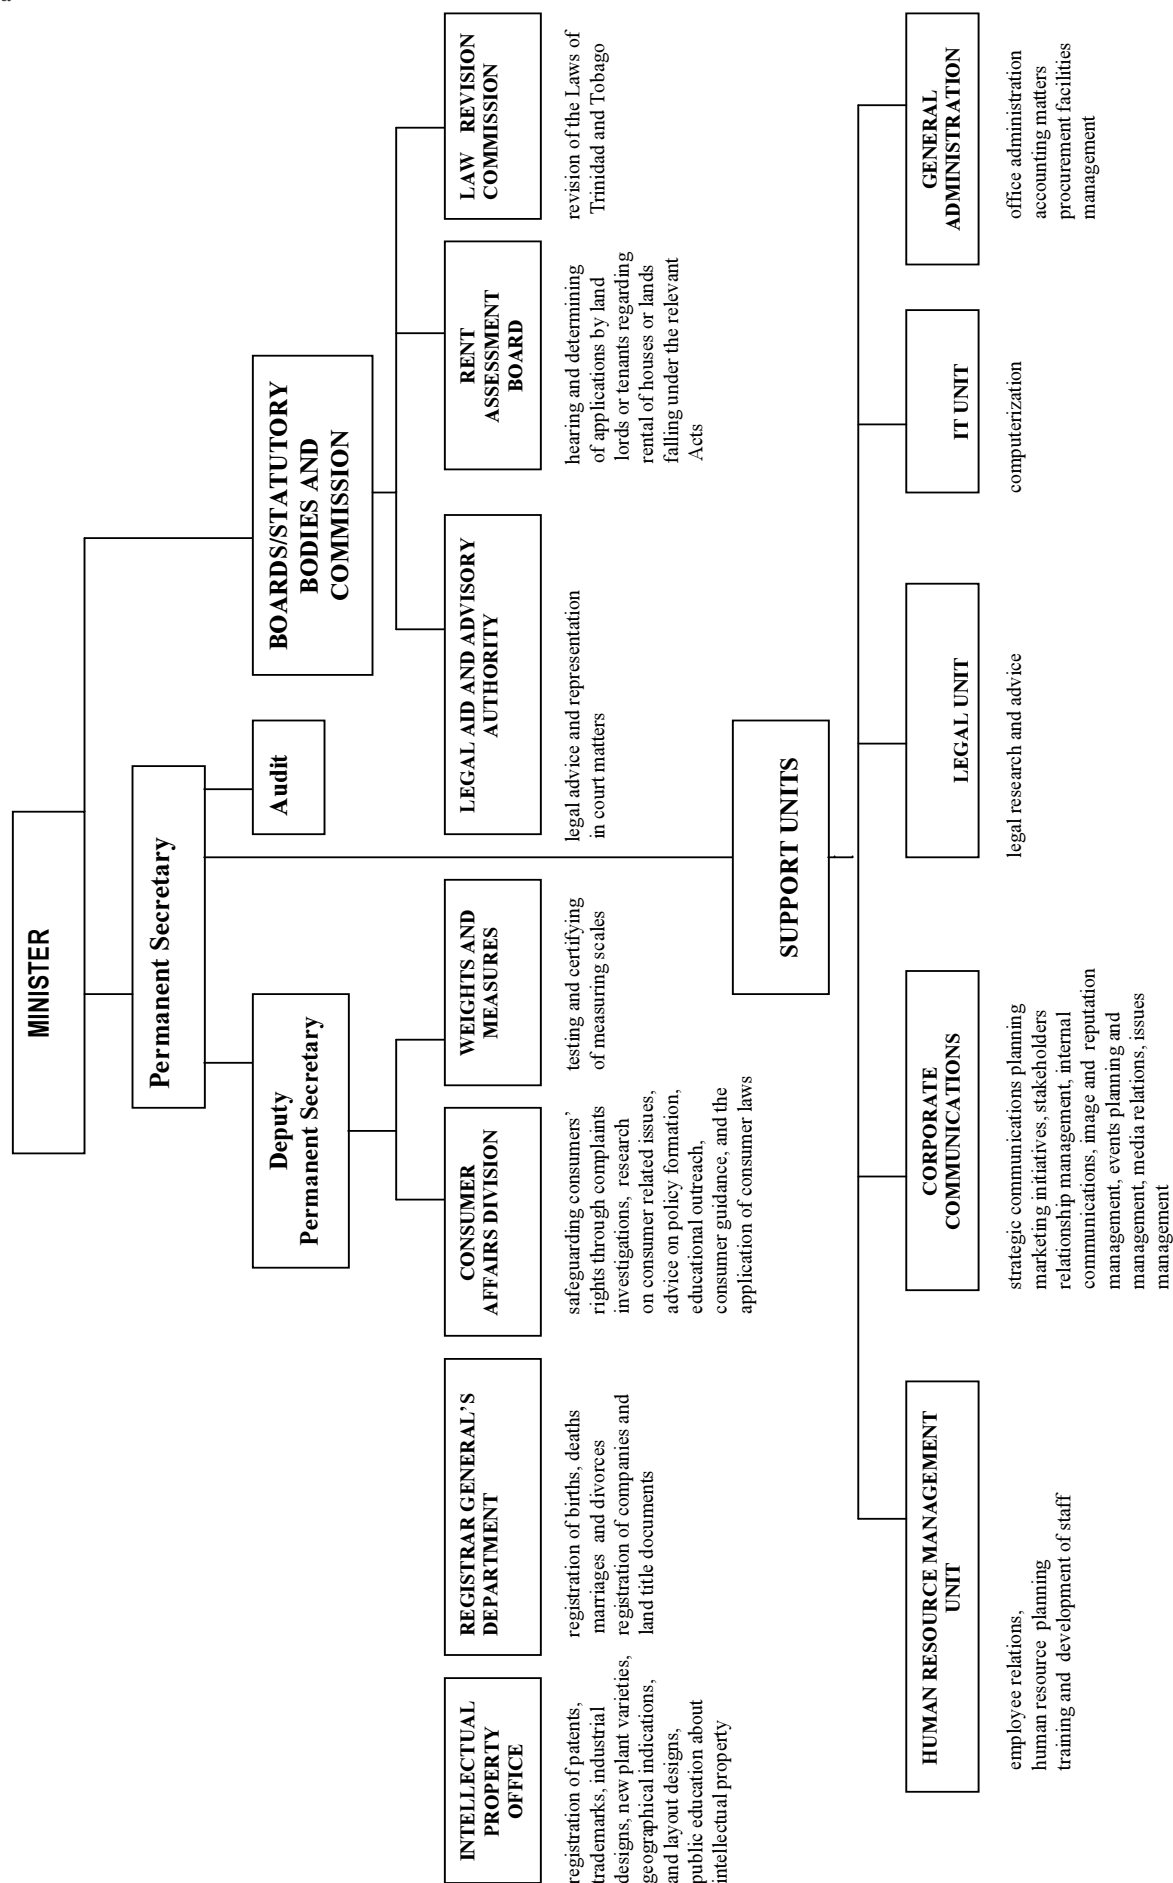 MINISTER
Permanent Secretary
Deputy
Permanent Secretary
Audit
BOARDS/STATUTORY
BODIES AND
COMMISSION
INTELLECTUAL
PROPERTY
OFFICE
registration of patents,
trademarks, industrial
designs, new plant varieties,
geographical indications,
and layout designs,
public education about
intellectual property
REGISTRAR GENERAL'S
DEPARTMENT
registration of births, deaths
marriages and divorces
registration of companies and
land title documents
CONSUMER
AFFAIRS DIVISION
safeguarding consumers'
rights through complaints
investigations, research
on consumer related issues,
advice on policy formation,
educational outreach,
consumer guidance, and the
application of consumer laws
WEIGHTS AND
MEASURES
testing and certifying
of measuring scales
LEGAL AID AND ADVISORY
AUTHORITY
legal advice and representation
in court matters
RENT
ASSESSMENT
BOARD
hearing and determining
of applications by land
lords or tenants regarding
rental of houses or lands
falling under the relevant
Acts
LAW REVISION
COMMISSION
revision of the Laws of
Trinidad and Tobago
SUPPORT UNITS
HUMAN RESOURCE MANAGEMENT
UNIT
employee relations,
human resource planning
training and development of staff
CORPORATE
COMMUNICATIONS
strategic communications planning
marketing initiatives, stakeholders
relationship management, internal
communications, image and reputation
management, events planning and
management, media relations, issues
management
LEGAL UNIT
legal research and advice
IT UNIT
computerization
GENERAL
ADMINISTRATION
office administration
accounting matters
procurement facilities
management